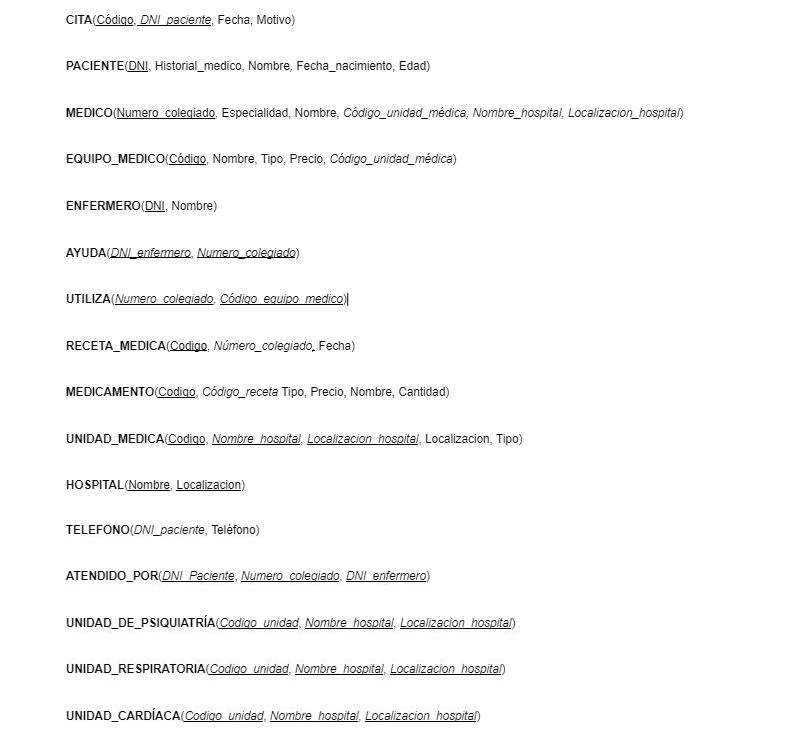 CITA(Código, DNI_paciente, Fecha, Motivo)
PACIENTE(DNI, Historial_medico, Nombre, Fecha_nacimiento, Edad)
MEDICO(Numero_colegiado, Especialidad, Nombre, Código_unidad_médica, Nombre_hospital, Localizacion_hospital)
EQUIPO_MEDICO(Código, Nombre, Tipo, Precio, Código_unidad_médica)
ENFERMERO(DNI, Nombre)
AYUDA(DNI_enfermero, Numero_colegiado)
UTILIZA(Numero_colegiado, Código_equipo_medico)
RECETA_MEDICA(Codigo, Número_colegiado, Fecha)
MEDICAMENTO(Codigo, Código_receta Tipo, Precio, Nombre, Cantidad)
UNIDAD_MEDICA(Codigo, Nombre_hospital, Localizacion_hospital, Localizacion, Tipo)
HOSPITAL(Nombre, Localizacion)
TELEFONO(DNI_paciente, Teléfono)
ATENDIDO_POR(DNI_Paciente, Numero_colegiado, DNI_enfermero)
UNIDAD_DE_PSIQUIATRÍA(Codigo_unidad, Nombre_hospital, Localizacion_hospital)
UNIDAD_RESPIRATORIA(Codigo_unidad, Nombre_hospital, Localizacion_hospital)
UNIDAD_CARDÍACA(Codigo_unidad, Nombre_hospital, Localizacion_hospital)